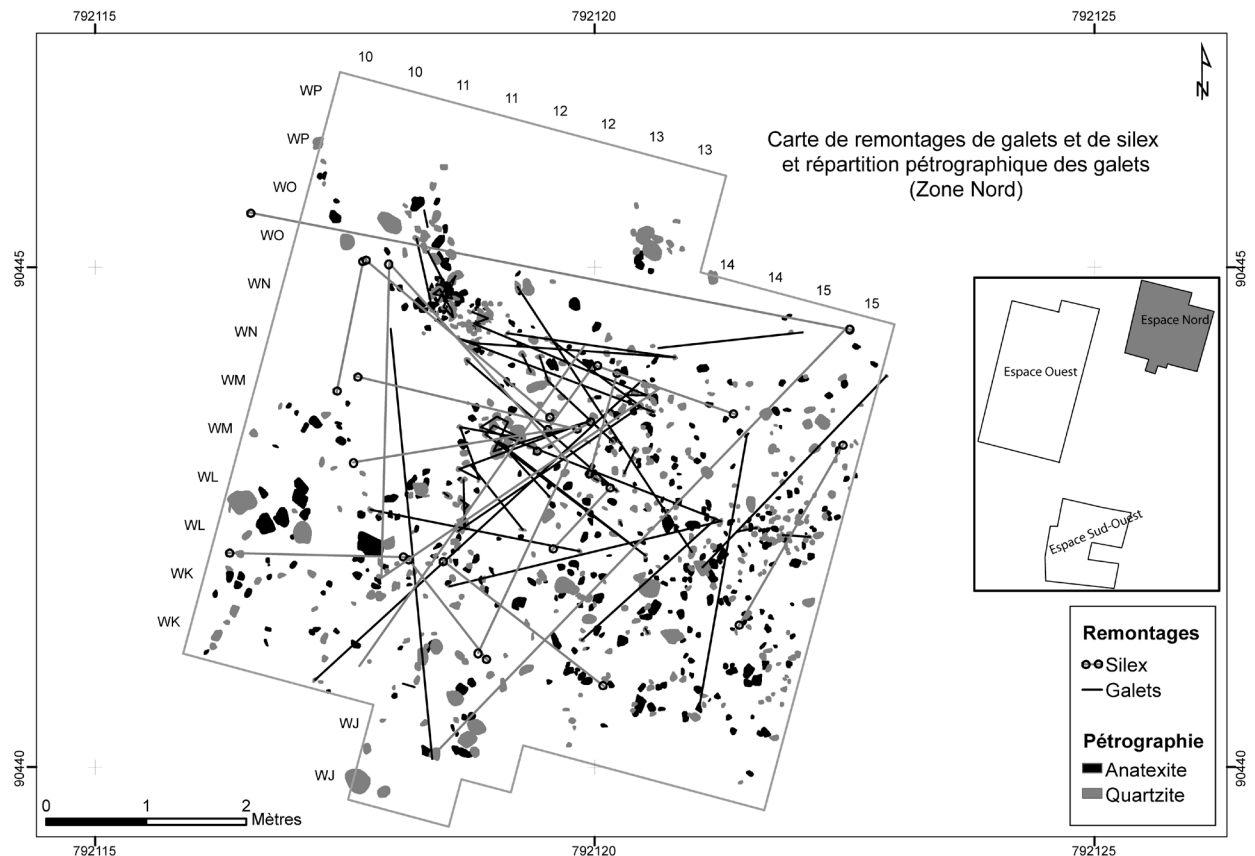 792115
792120
792125
10
10
11
11
12
12
13
13
14
14
15
15
WP
WP
WO
WO
WN
WN
WM
WM
WL
WL
WK
WK
WJ
WJ
N
Carte de remontages de galets et de silex
et répartition pétrographique des galets
(Zone Nord)
90445
90445
Espace Nord
Espace Ouest
Espace Sud-Ouest
Remontages
Silex
Galets
Pétrographie
Anatexite
Quartzite
90440
90440
0 1 2
Mètres
792115
792120
792125